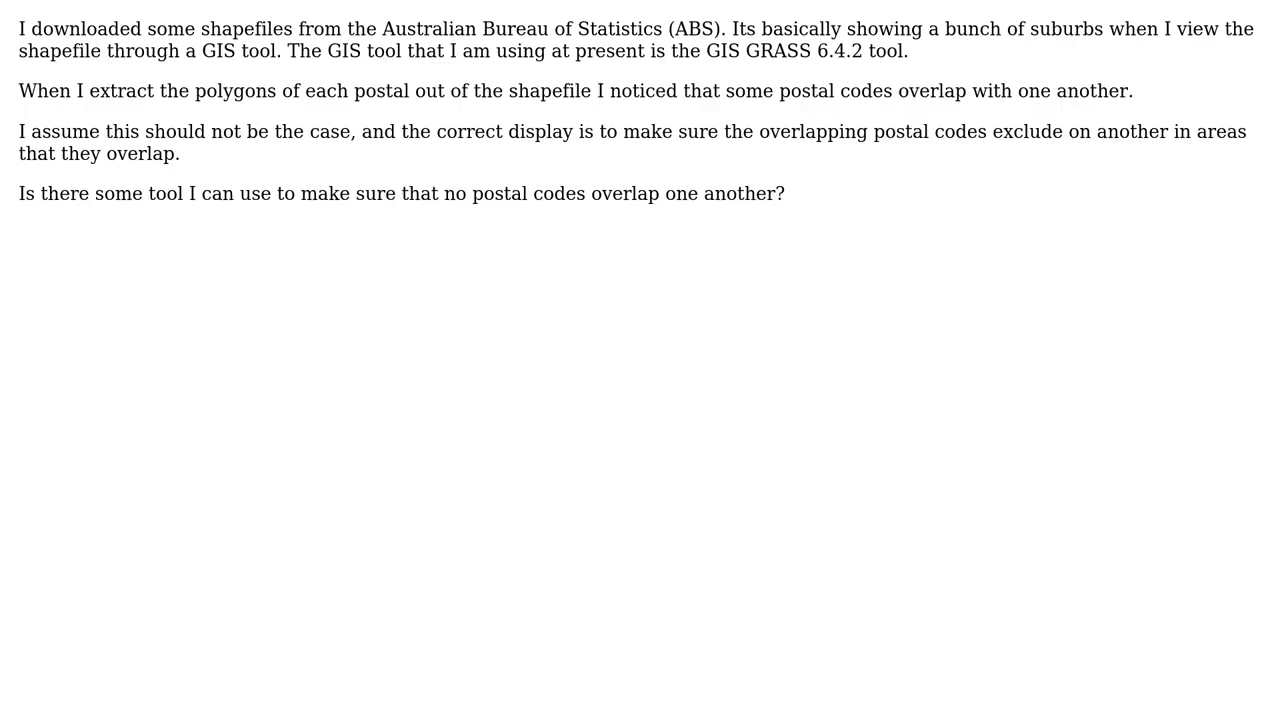 I downloaded some shapefiles from the Australian Bureau of Statistics (ABS). Its basically showing a bunch of suburbs when I view the
shapefile through a GIS tool. The GIS tool that I am using at present is the GIS GRASS 6.4.2 tool.
When I extract the polygons of each postal out of the shapefile I noticed that some postal codes overlap with one another.
I assume this should not be the case, and the correct display is to make sure the overlapping postal codes exclude on another in areas
that they overlap.
Is there some tool I can use to make sure that no postal codes overlap one another?